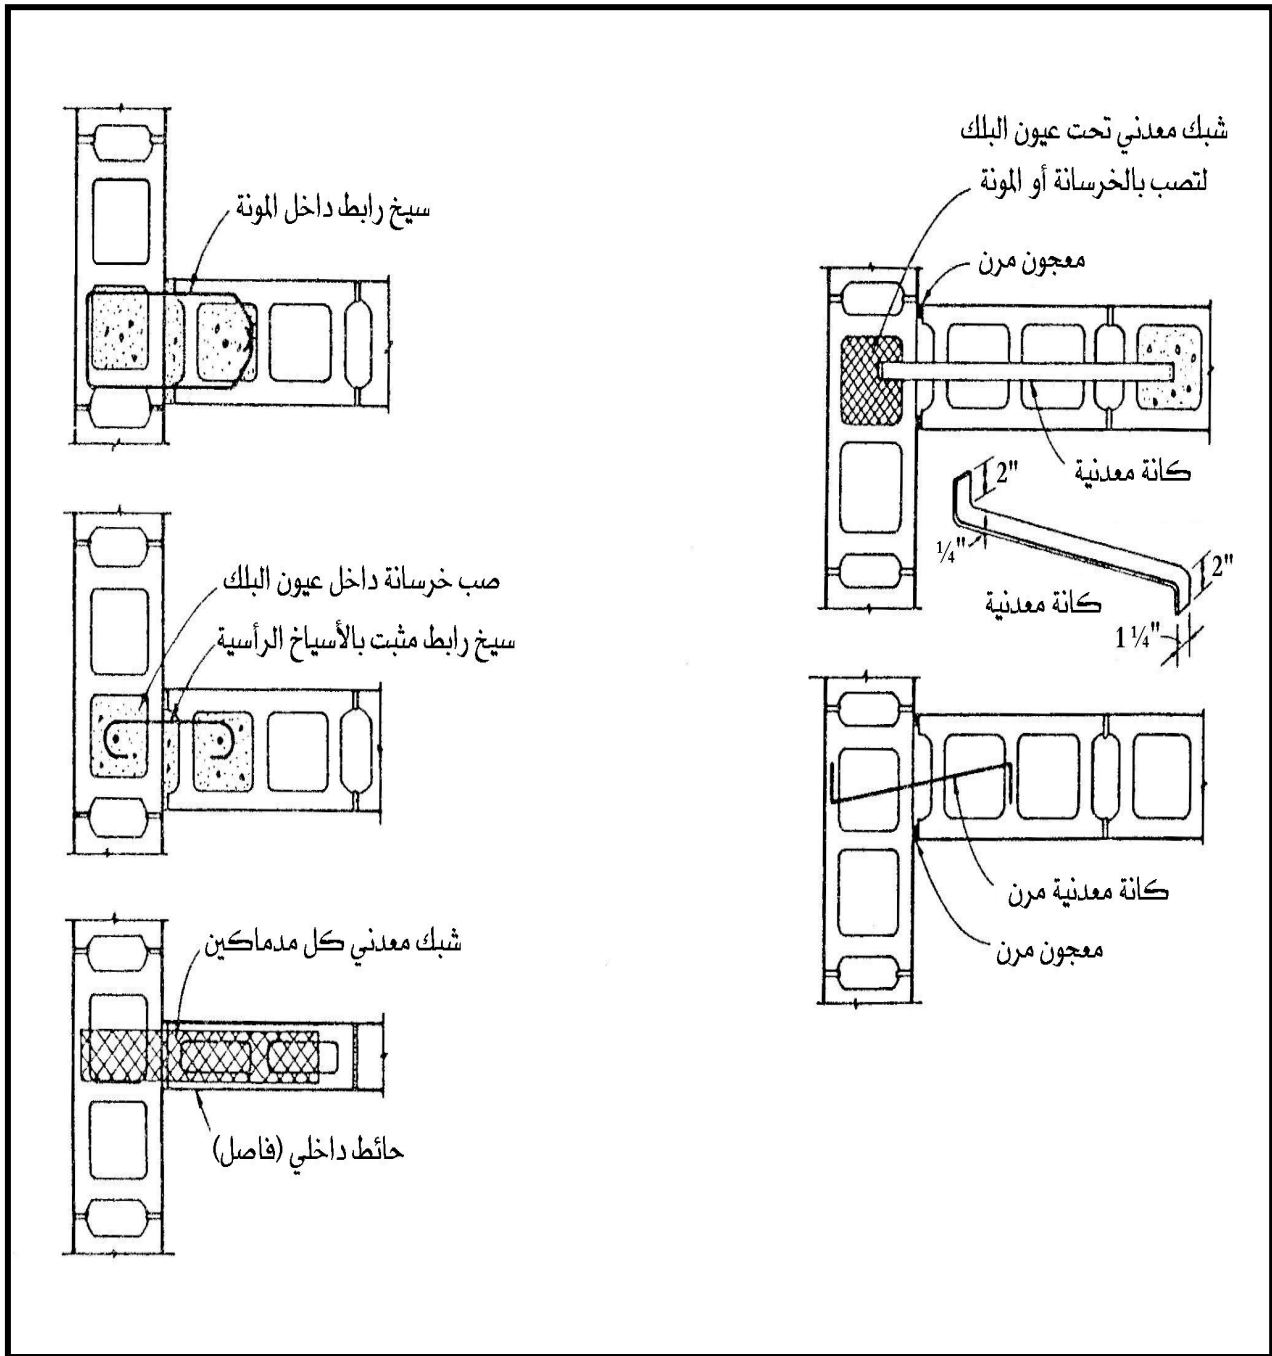 شبك معدني تحت عيون البلك
لتصب بالخرسانة أو المونة
معجون مرن
كانة معدنية
2"
¼"
2"
كانة معدنية
1 ¼"
كانة معدنية مرن
معجون مرن
سيخ رابط داخل المونة
صب خرسانة داخل عيون البلك
سيخ رابط مثبت بالأسياخ الرأسية
شبك معدني كل مدماكين
حائط داخلي (فاصل)